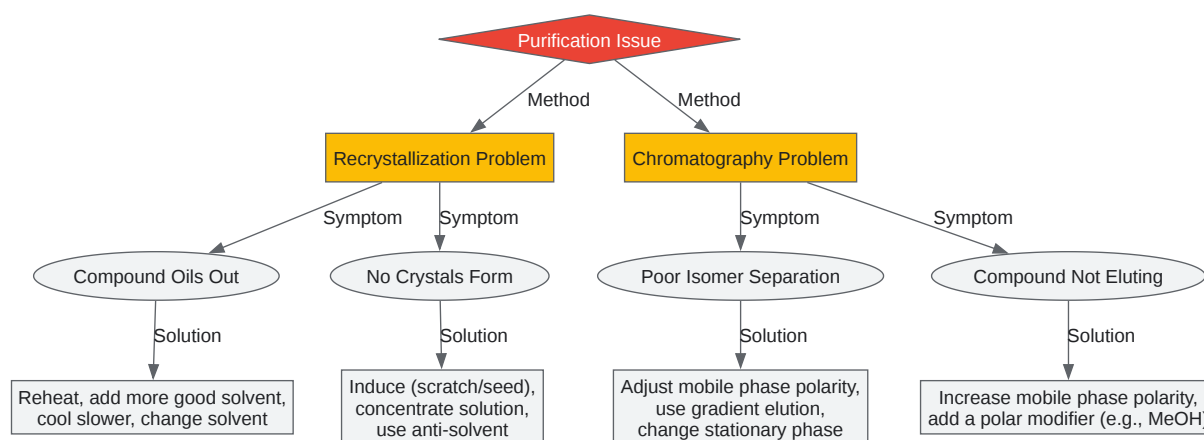 Purification Issue
Method
Method
Recrystallization Problem
Chromatography Problem
Symptom
Symptom
Symptom
Symptom
Compound Oils Out
No Crystals Form
Poor Isomer Separation
Compound Not Eluting
Solution
Solution
Solution
Solution
Reheat, add more good solvent,
cool slower, change solvent
Induce (scratch/seed),
concentrate solution,
use anti-solvent
Adjust mobile phase polarity,
use gradient elution,
change stationary phase
Increase mobile phase polarity,
add a polar modifier (e.g., MeOH)